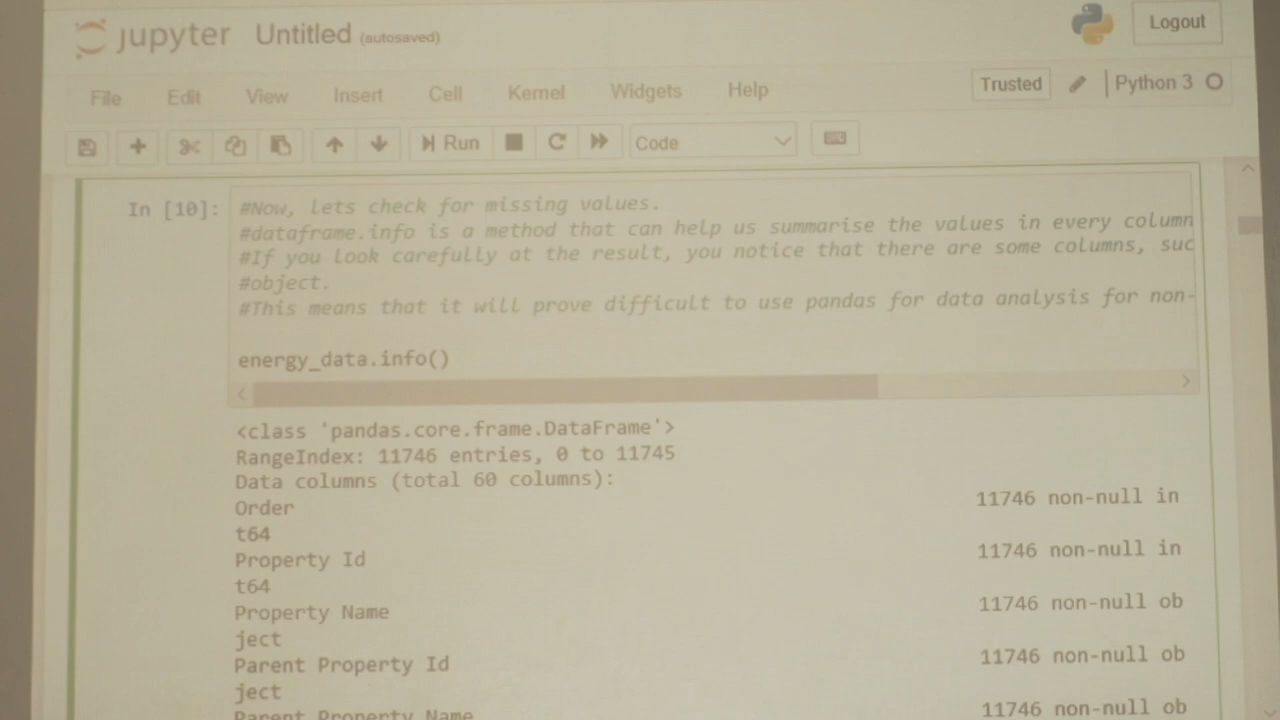 jupyter Untitled (autosaved)
Logout
File Edit View Insert Cell Kernel Widgets Help
Trusted Python 3
Run Code
In [10]:
#Now, lets check for missing values.
#dataframe.info is a method that can help us summarise the values in every column
#If you look carefully at the result, you notice that there are some columns, suc
#object.
#This means that it will prove difficult to use pandas for data analysis for non-
energy_data.info()
<class 'pandas.core.frame.DataFrame'>
RangeIndex: 11746 entries, 0 to 11745
Data columns (total 60 columns):
Order 11746 non-null in
t64
Property Id 11746 non-null in
t64
Property Name 11746 non-null ob
ject
Parent Property Id 11746 non-null ob
ject
Parent Property Name 11746 non-null ob